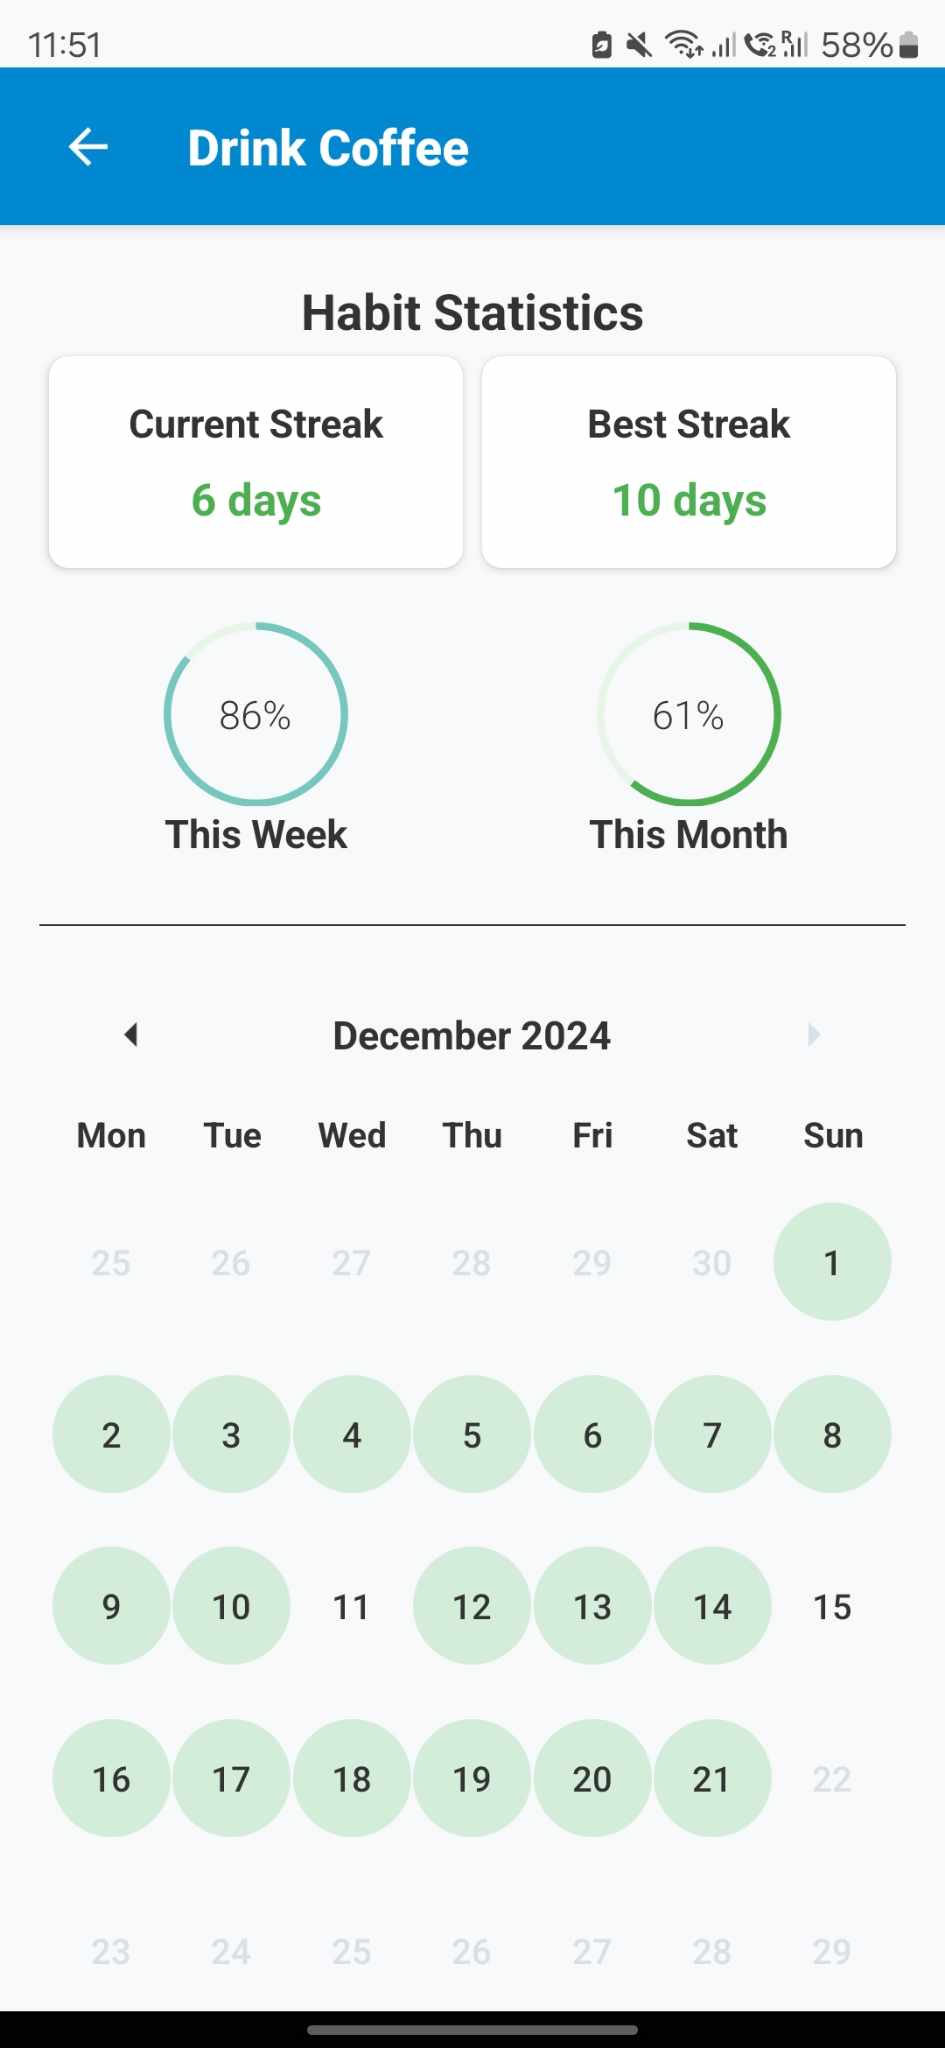 11:51 2 R 58%
Drink Coffee
Habit Statistics
Current Streak Best Streak
6 days 10 days
86% 61%
This Week This Month
December 2024
Mon Tue Wed Thu Fri Sat Sun
25 26 27 28 29 30 1
2 3 4 5 6 7 8
9 10 11 12 13 14 15
16 17 18 19 20 21 22
23 24 25 26 27 28 29